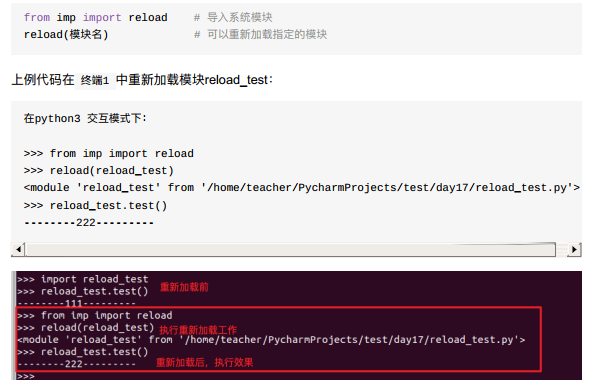 from imp import reload    # 导入系统模块
reload(模块名)              # 可以重新加载指定的模块
上例代码在 终端1 中重新加载模块reload_test：
在python3 交互模式下：
>>> from imp import reload
>>> reload(reload_test)
<module 'reload_test' from '/home/teacher/PycharmProjects/test/day17/reload_test.py'>
>>> reload_test.test()
--------222---------
>>> import reload_test
>>> reload_test.test() 重新加载前
--------111---------
>>> from imp import reload
>>> reload(reload_test) 执行重新加载工作
<module 'reload_test' from '/home/teacher/PycharmProjects/test/day17/reload_test.py'>
>>> reload_test.test()
--------222--------- 重新加载后，执行效果
>>>